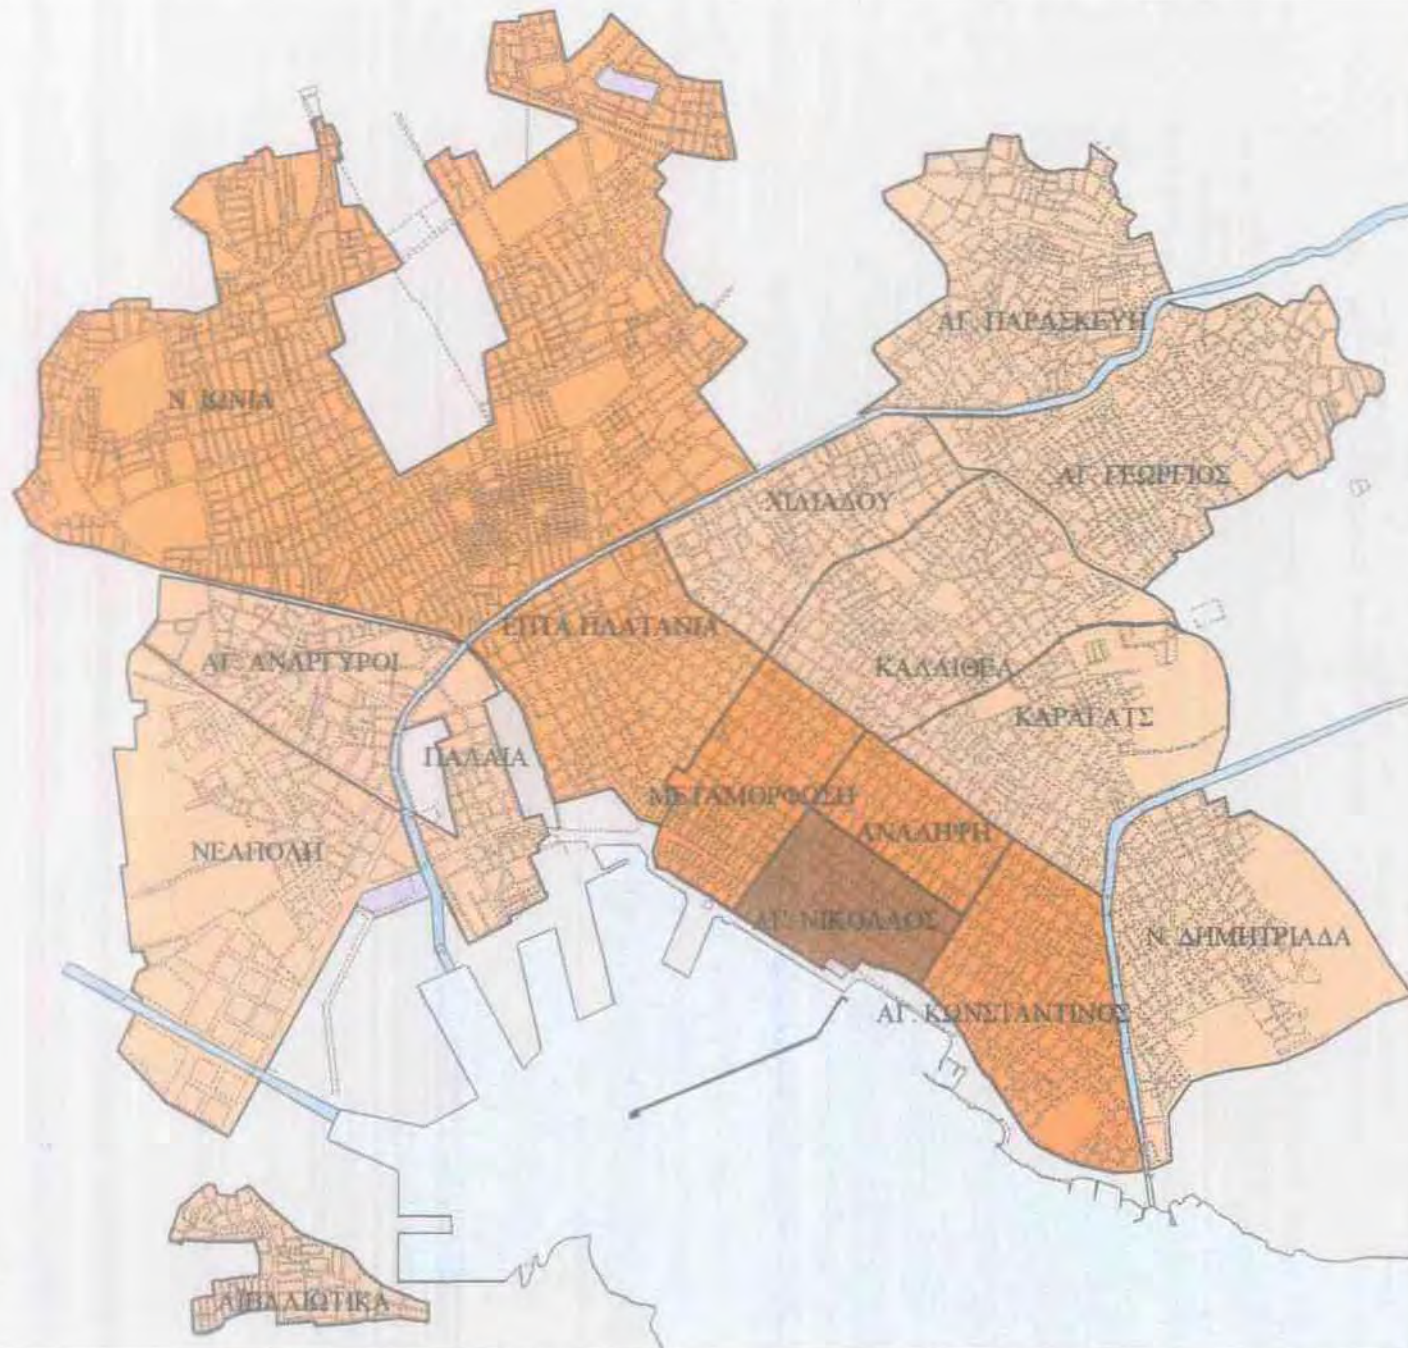 ΑΓ. ΠΑΡΑΣΚΕΥΗ
Ν. ΙΩΝΙΑ
ΑΓ. ΓΕΩΡΓΙΟΣ
ΧΙΛΙΑΔΟΥ
ΕΠΤΑ ΠΛΑΤΑΝΙΑ
ΑΓ. ΑΝΑΡΓΥΡΟΙ
ΚΑΛΛΙΘΕΑ
ΚΑΡΑΓΑΤΣ
ΠΑΛΑΙΑ
ΜΕΤΑΜΟΡΦΩΣΗ
ΑΝΑΛΗΨΗ
ΝΕΑΠΟΛΗ
ΑΓ. ΝΙΚΟΛΑΟΣ
Ν. ΔΗΜΗΤΡΙΑΔΑ
ΑΓ. ΚΩΝΣΤΑΝΤΙΝΟΣ
ΑΙΒΑΛΙΩΤΙΚΑ